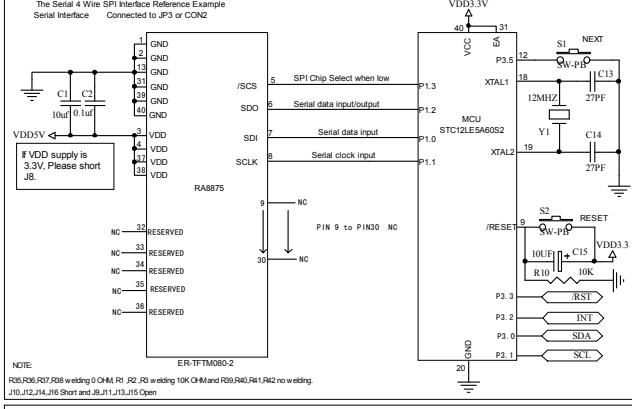 The Serial 4 Wire SPI Interface Reference Example
Serial Interface Connected to JP3 or CON2
VDD3.3V
40 31
VCC
EA
1 GND
2 GND
13 GND
31 GND
39 GND
40 GND
3 VDD
4 VDD
37 VDD
38 VDD
C1 C2
10uf 0.1uf
VDD5V
If VDD supply is
3.3V, Please short
J8.
RA8875
/SCS 5 SPI Chip Select when low P1.3
SDO 6 Serial data input/output P1.2
SDI 7 Serial data input P1.0
SCLK 8 Serial clock input P1.1
9 NC
PIN 9 to PIN30 NC
30 NC
NC 32 RESERVED
NC 33 RESERVED
NC 34 RESERVED
NC 35 RESERVED
NC 36 RESERVED
ER-TFTM080-2
MCU
STC12LE5A60S2
P3.5 12
S1 NEXT
SW-PB
XTAL1 18
C13
27PF
12MHZ
Y1
XTAL2 19
C14
27PF
/RESET 9
S2 RESET
SW-PB
VDD3.3
10UF + C15
R10 10K
P3.3 /RST
P3.2 INT
P3.0 SDA
P3.1 SCL
GND
20
NOTE:
R35,R36,R37,R38 welding 0 OHM, R1 ,R2 ,R3 welding 10K OHM and R39,R40,R41,R42 no welding.
J10,J12,J14,J16 Short and J9,J11,J13,J15 Open